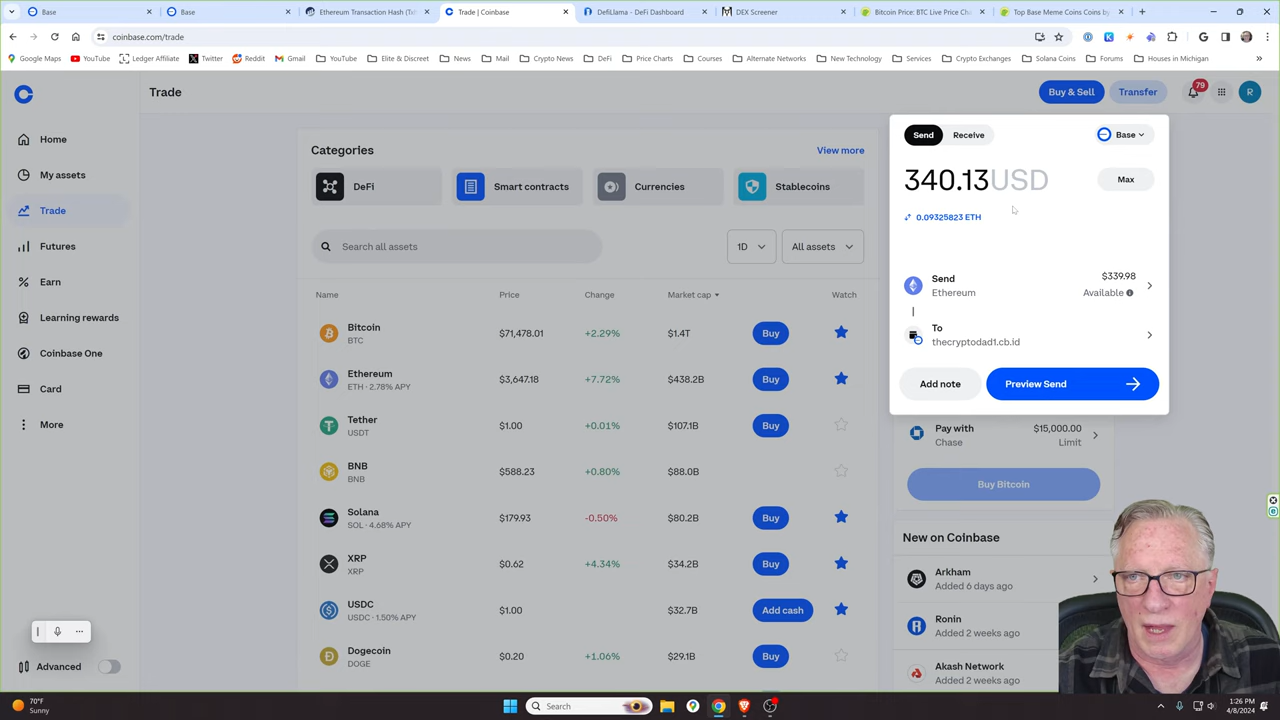 Base
Base
Ethereum Transaction Hash (Tx
Trade | Coinbase
DefiLlama - DeFi Dashboard
DEX Screener
Bitcoin Price: BTC Live Price Cha
Top Base Meme Coins Coins by
coinbase.com/trade
Google Maps
YouTube
Ledger Affiliate
Twitter
Reddit
Gmail
YouTube
Elite & Discreet
News
Mail
Crypto News
DeFi
Price Charts
Courses
Alternate Networks
New Technology
Services
Crypto Exchanges
Solana Coins
Forums
Houses in Michigan
Trade
Buy & Sell
Transfer
79
R
Home
My assets
Trade
Futures
Earn
Learning rewards
Coinbase One
Card
More
Advanced
Categories
View more
DeFi
Smart contracts
Currencies
Stablecoins
Search all assets
1D
All assets
Name
Price
Change
Market cap
Watch
Bitcoin
BTC
$71,478.01
+2.29%
$1.4T
Buy
Ethereum
ETH · 2.78% APY
$3,647.18
+7.72%
$438.2B
Buy
Tether
USDT
$1.00
+0.01%
$107.1B
Buy
BNB
BNB
$588.23
+0.80%
$88.0B
Solana
SOL · 4.68% APY
$179.93
-0.50%
$80.2B
Buy
XRP
XRP
$0.62
+4.34%
$34.2B
Buy
USDC
USDC · 1.50% APY
$1.00
$32.7B
Add cash
Dogecoin
DOGE
$0.20
+1.06%
$29.1B
Buy
Send
Receive
Base
340.13USD
Max
0.09325823 ETH
Send
Ethereum
$339.98
Available
To
thecryptodad1.cb.id
Add note
Preview Send
Pay with
Chase
$15,000.00
Limit
Buy Bitcoin
New on Coinbase
Arkham
Added 6 days ago
Ronin
Added 2 weeks ago
Akash Network
Added 2 weeks ago
70°F
Sunny
Search
1:26 PM
4/8/2024